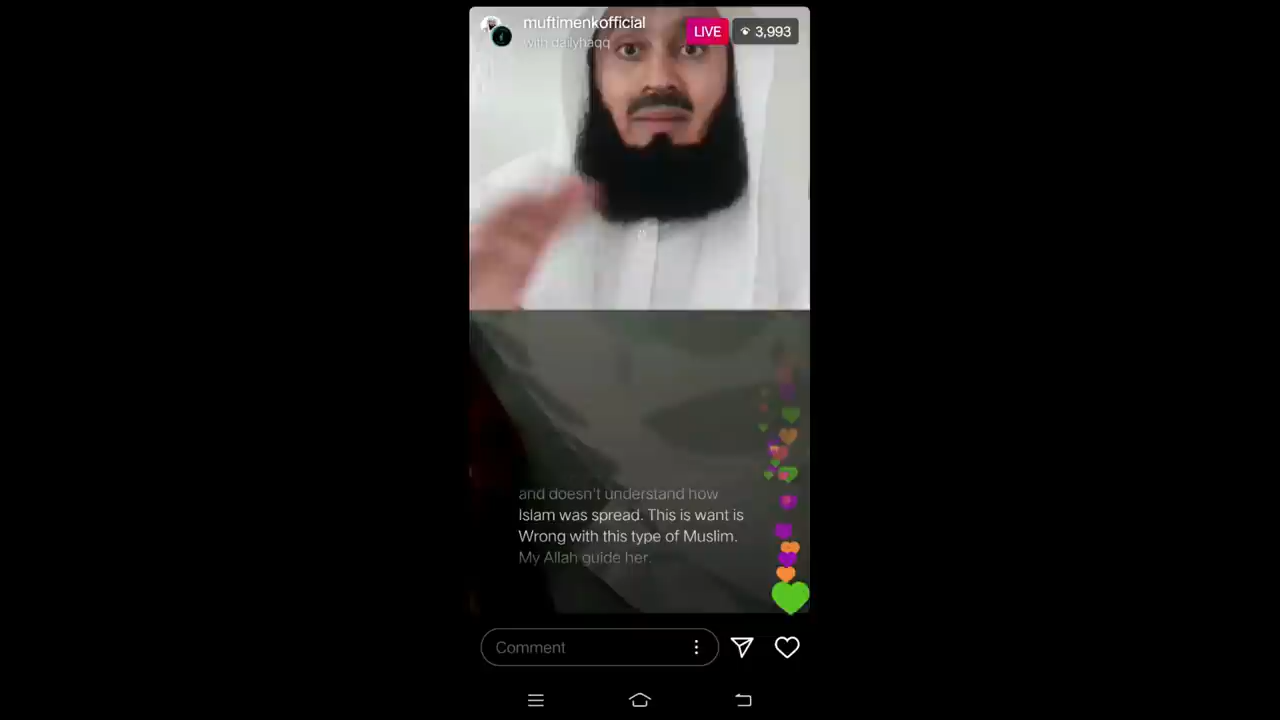 muftimenkofficial
with dailyhaqq
LIVE
3,993
and doesn't understand how
Islam was spread. This is want is
Wrong with this type of Muslim.
My Allah guide her.
Comment